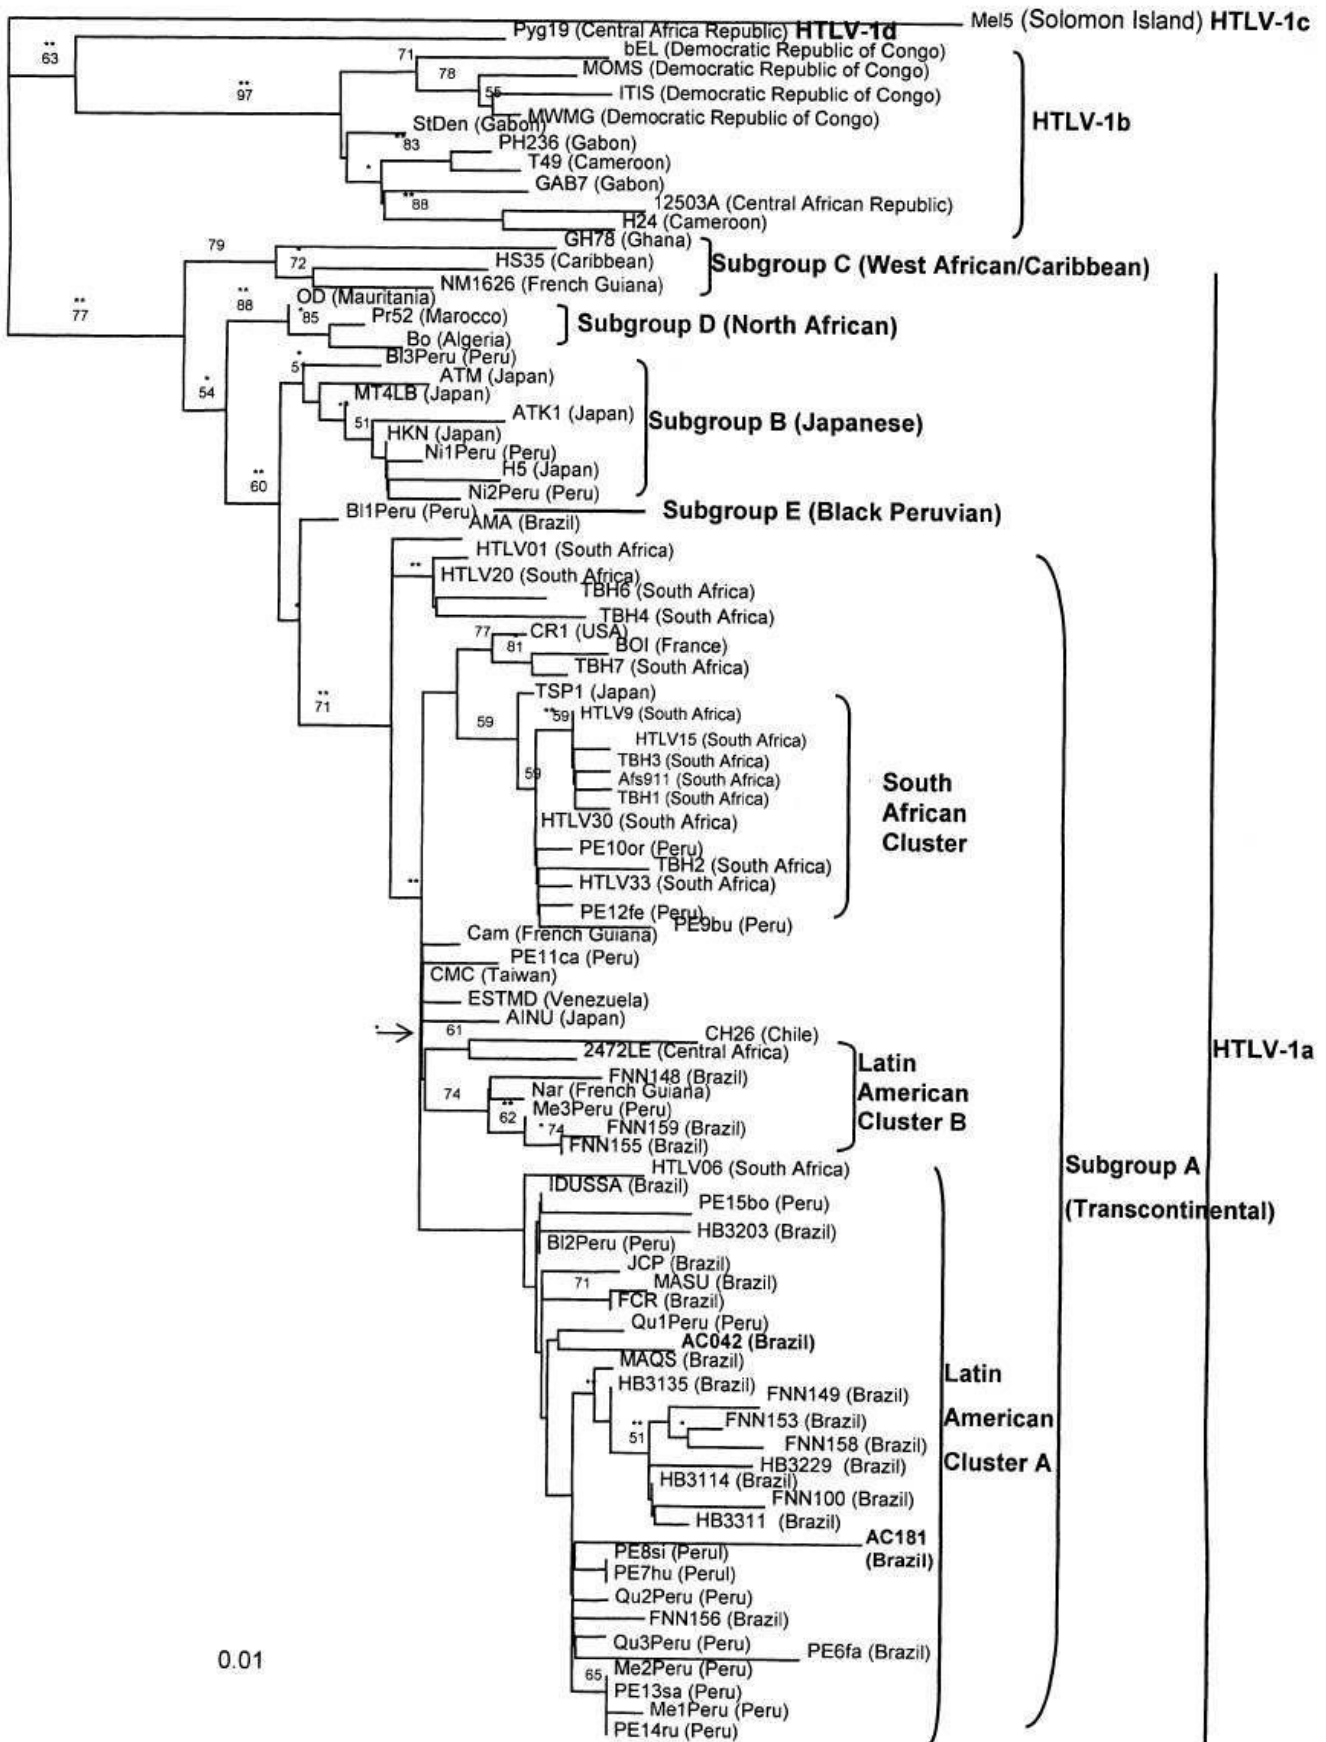 Mel5 (Solomon Island) HTLV-1c
Pyg19 (Central Africa Republic) HTLV-1d
**
63
bEL (Democratic Republic of Congo)
71
MOMS (Democratic Republic of Congo)
78
**
97
ITIS (Democratic Republic of Congo)
55
MWMG (Democratic Republic of Congo)
HTLV-1b
StDen (Gabon)
**83
PH236 (Gabon)
T49 (Cameroon)
*
GAB7 (Gabon)
**88
12503A (Central African Republic)
H24 (Cameroon)
GH78 (Ghana)
79
*
72
HS35 (Caribbean)
Subgroup C (West African/Caribbean)
NM1626 (French Guiana)
**
88
OD (Mauritania)
**
77
*85
Pr52 (Marocco)
Subgroup D (North African)
Bo (Algeria)
Bl3Peru (Peru)
*
5
ATM (Japan)
*
54
MT4LB (Japan)
ATK1 (Japan)
51
Subgroup B (Japanese)
HKN (Japan)
Ni1Peru (Peru)
H5 (Japan)
**
60
Ni2Peru (Peru)
Bl1Peru (Peru)
Subgroup E (Black Peruvian)
AMA (Brazil)
HTLV01 (South Africa)
**
HTLV20 (South Africa)
TBH6 (South Africa)
*
TBH4 (South Africa)
77
CR1 (USA)
81
BOI (France)
TBH7 (South Africa)
**
71
TSP1 (Japan)
**59
HTLV9 (South Africa)
59
HTLV15 (South Africa)
TBH3 (South Africa)
59
Afs911 (South Africa)
TBH1 (South Africa)
South
African
Cluster
HTLV30 (South Africa)
PE10or (Peru)
TBH2 (South Africa)
**
HTLV33 (South Africa)
PE12fe (Peru)
PE9bu (Peru)
Cam (French Guiana)
PE11ca (Peru)
CMC (Taiwan)
ESTMD (Venezuela)
AINU (Japan)
*
61
CH26 (Chile)
HTLV-1a
2472LE (Central Africa)
Latin
American
Cluster B
FNN148 (Brazil)
74
Nar (French Guiana)
**
62
Me3Peru (Peru)
* 74
FNN159 (Brazil)
FNN155 (Brazil)
HTLV06 (South Africa)
Subgroup A
(Transcontinental)
IDUSSA (Brazil)
PE15bo (Peru)
HB3203 (Brazil)
Bl2Peru (Peru)
JCP (Brazil)
71
MASU (Brazil)
FCR (Brazil)
Qu1Peru (Peru)
AC042 (Brazil)
MAQS (Brazil)
**
HB3135 (Brazil)
Latin
American
Cluster A
FNN149 (Brazil)
**
51
*
FNN153 (Brazil)
FNN158 (Brazil)
HB3229 (Brazil)
HB3114 (Brazil)
FNN100 (Brazil)
HB3311 (Brazil)
AC181
(Brazil)
PE8si (Perul)
PE7hu (Perul)
Qu2Peru (Peru)
FNN156 (Brazil)
Qu3Peru (Peru)
PE6fa (Brazil)
0.01
65
Me2Peru (Peru)
PE13sa (Peru)
Me1Peru (Peru)
PE14ru (Peru)